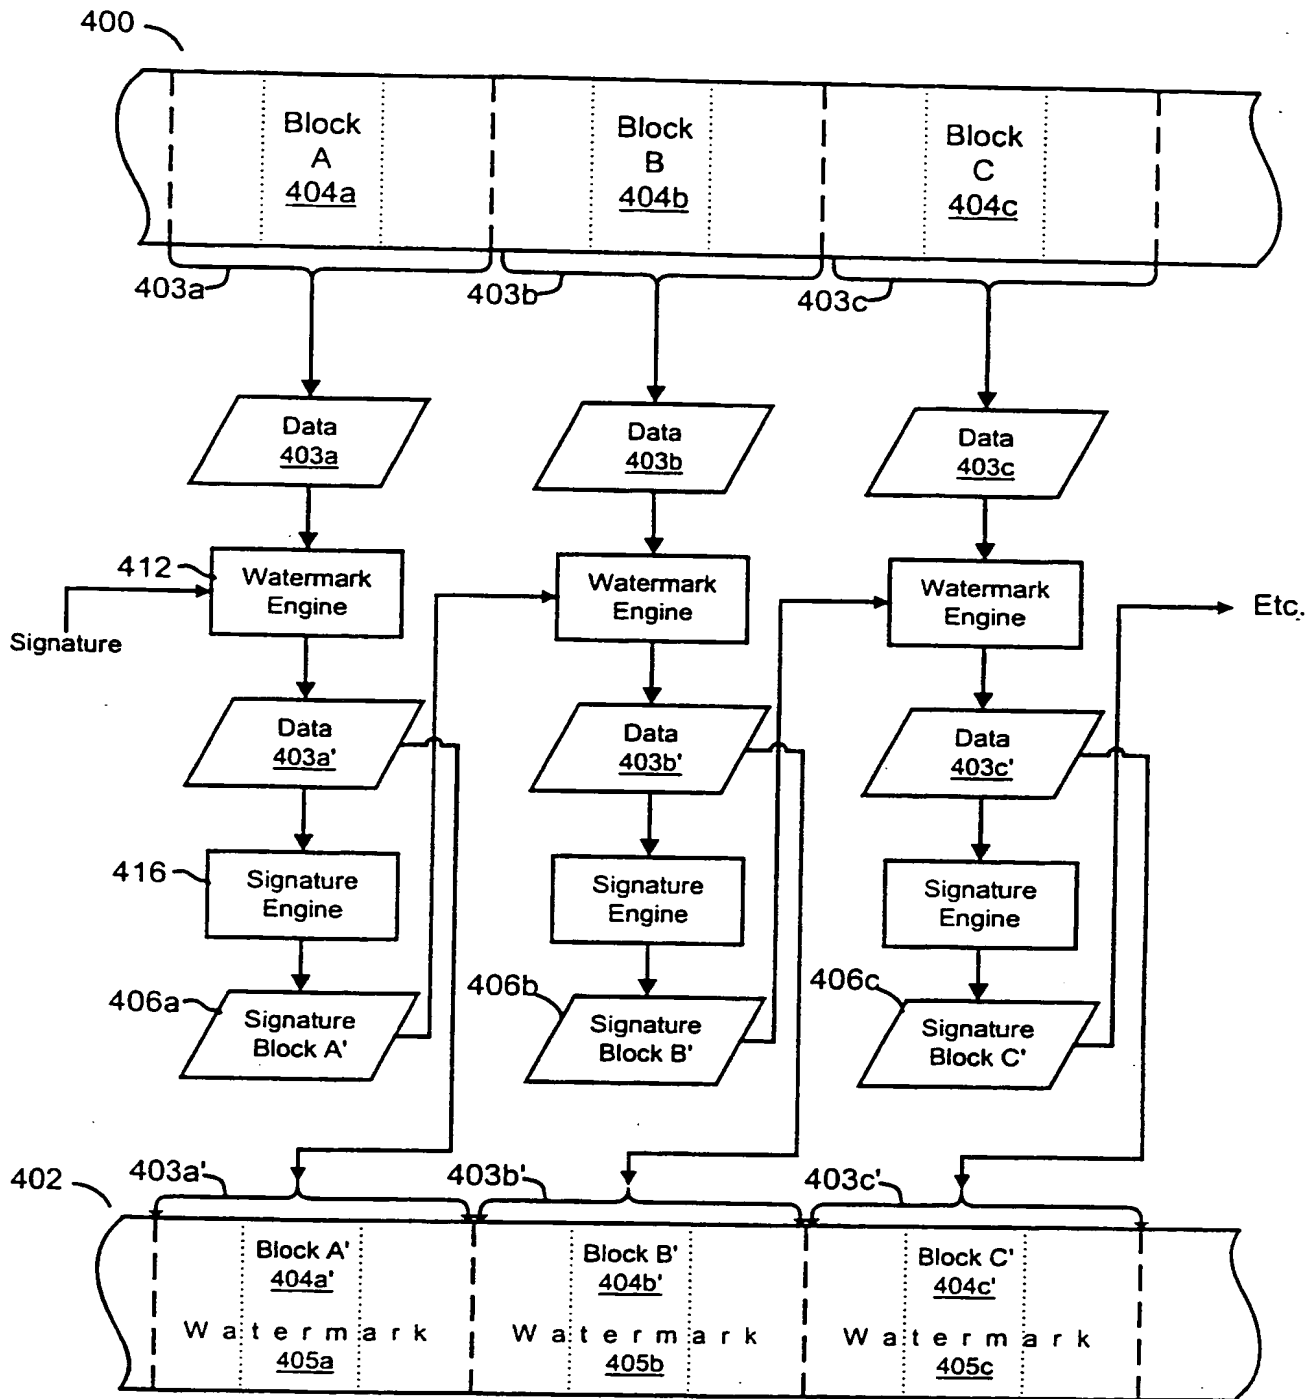 400
Block
A
404a
Block
B
404b
Block
C
404c
403a
403b
403c
Data
403a
Data
403b
Data
403c
412
Watermark
Engine
Watermark
Engine
Watermark
Engine
Signature
Etc.
Data
403a'
Data
403b'
Data
403c'
416
Signature
Engine
Signature
Engine
Signature
Engine
406a
Signature
Block A'
406b
Signature
Block B'
406c
Signature
Block C'
402
403a'
403b'
403c'
Block A'
404a'
Watermark
405a
Block B'
404b'
Watermark
405b
Block C'
404c'
Watermark
405c